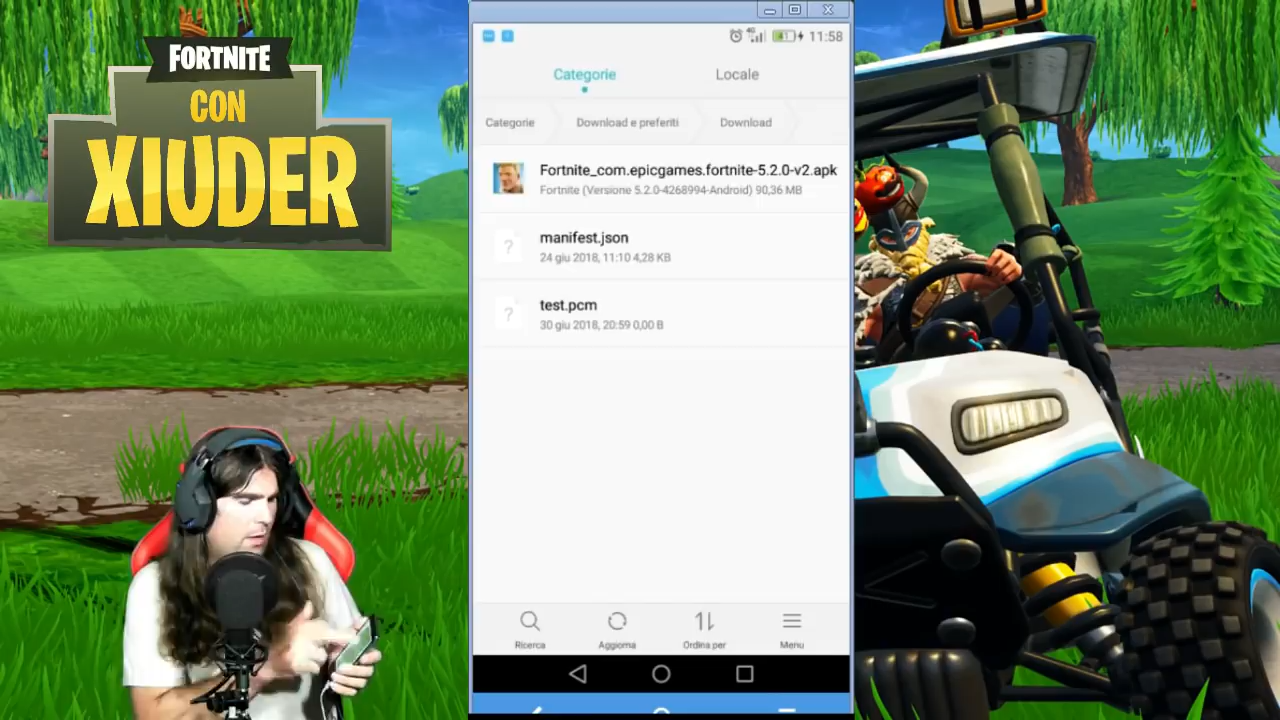 FORTNITE
CON
XIUDER
4G
11:58
Categorie
Locale
Categorie
Download e preferiti
Download
Fortnite_com.epicgames.fortnite-5.2.0-v2.apk
Fortnite (Versione 5.2.0-4268994-Android) 90,36 MB
?
manifest.json
24 giu 2018, 11:10 4,28 KB
?
test.pcm
30 giu 2018, 20:59 0,00 B
Ricerca
Aggiorna
Ordina per
Menu